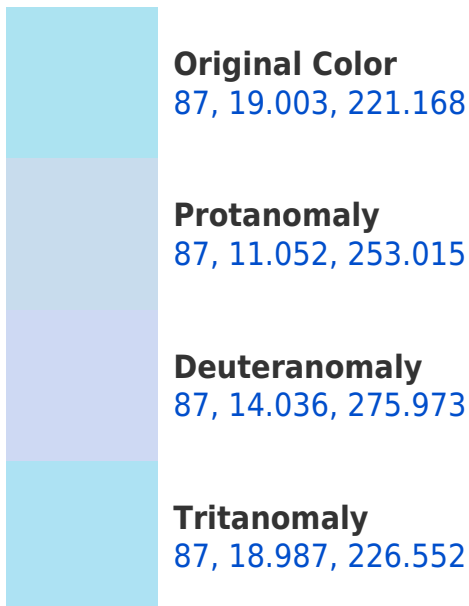 Original Color
87, 19.003, 221.168
Protanomaly
87, 11.052, 253.015
Deuteranomaly
87, 14.036, 275.973
Tritanomaly
87, 18.987, 226.552